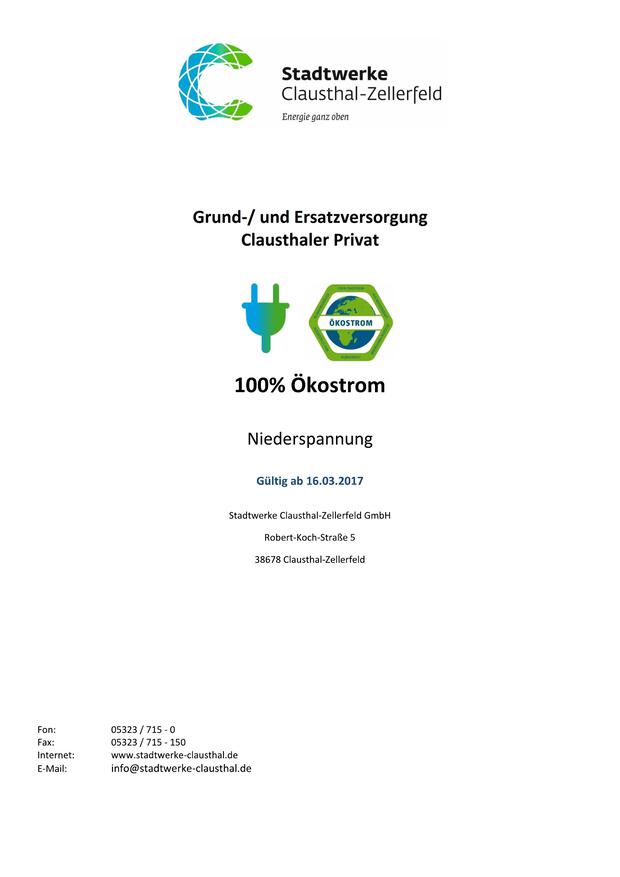 Stadtwerke
Clausthal-Zellerfeld
Energie ganz oben
Grund-/ und Ersatzversorgung
Clausthaler Privat
ÖKOSTROM
100% Ökostrom
Niederspannung
Gültig ab 16.03.2017
Stadtwerke Clausthal-Zellerfeld GmbH
Robert-Koch-Straße 5
38678 Clausthal-Zellerfeld
Fon: 05323 / 715 - 0
Fax: 05323 / 715 - 150
Internet: www.stadtwerke-clausthal.de
E-Mail: info@stadtwerke-clausthal.de